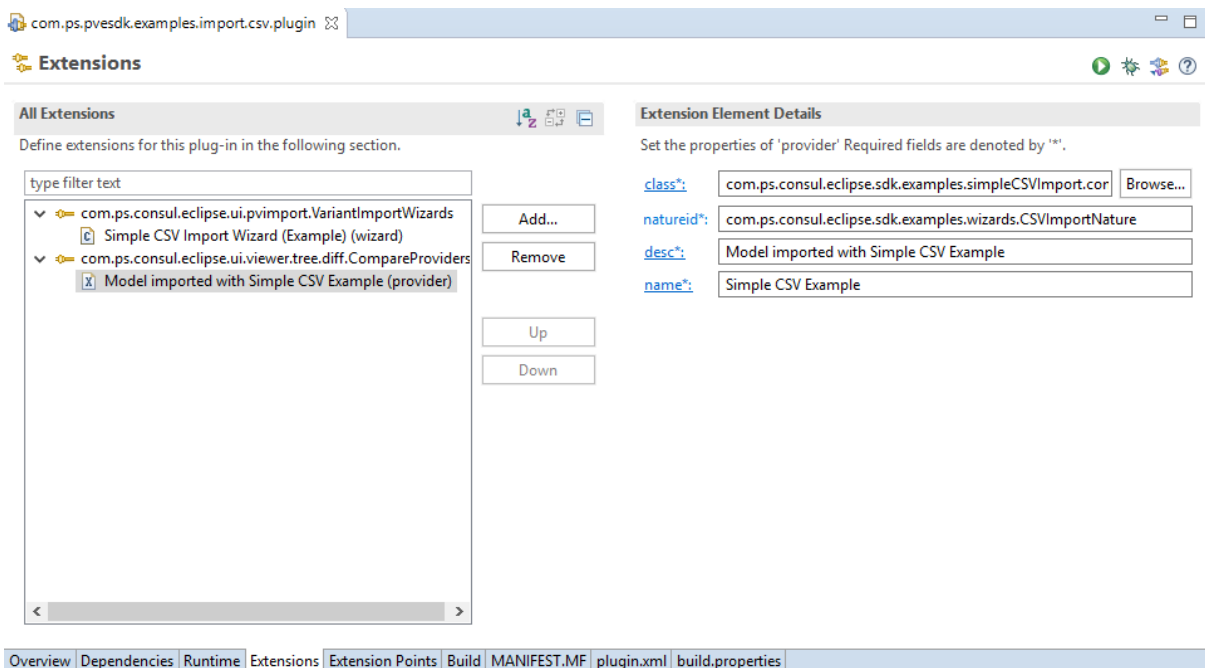 com.ps.pvesdk.examples.import.csv.plugin
Extensions
All Extensions
Define extensions for this plug-in in the following section.
type filter text
com.ps.consul.eclipse.ui.pvimport.VariantImportWizards
Simple CSV Import Wizard (Example) (wizard)
com.ps.consul.eclipse.ui.viewer.tree.diff.CompareProviders
Model imported with Simple CSV Example (provider)
Add...
Remove
Up
Down
Extension Element Details
Set the properties of 'provider' Required fields are denoted by '*'.
class*: com.ps.consul.eclipse.sdk.examples.simpleCSVImport.cor Browse...
natureid*: com.ps.consul.eclipse.sdk.examples.wizards.CSVImportNature
desc*: Model imported with Simple CSV Example
name*: Simple CSV Example
Overview Dependencies Runtime Extensions Extension Points Build MANIFEST.MF plugin.xml build.properties